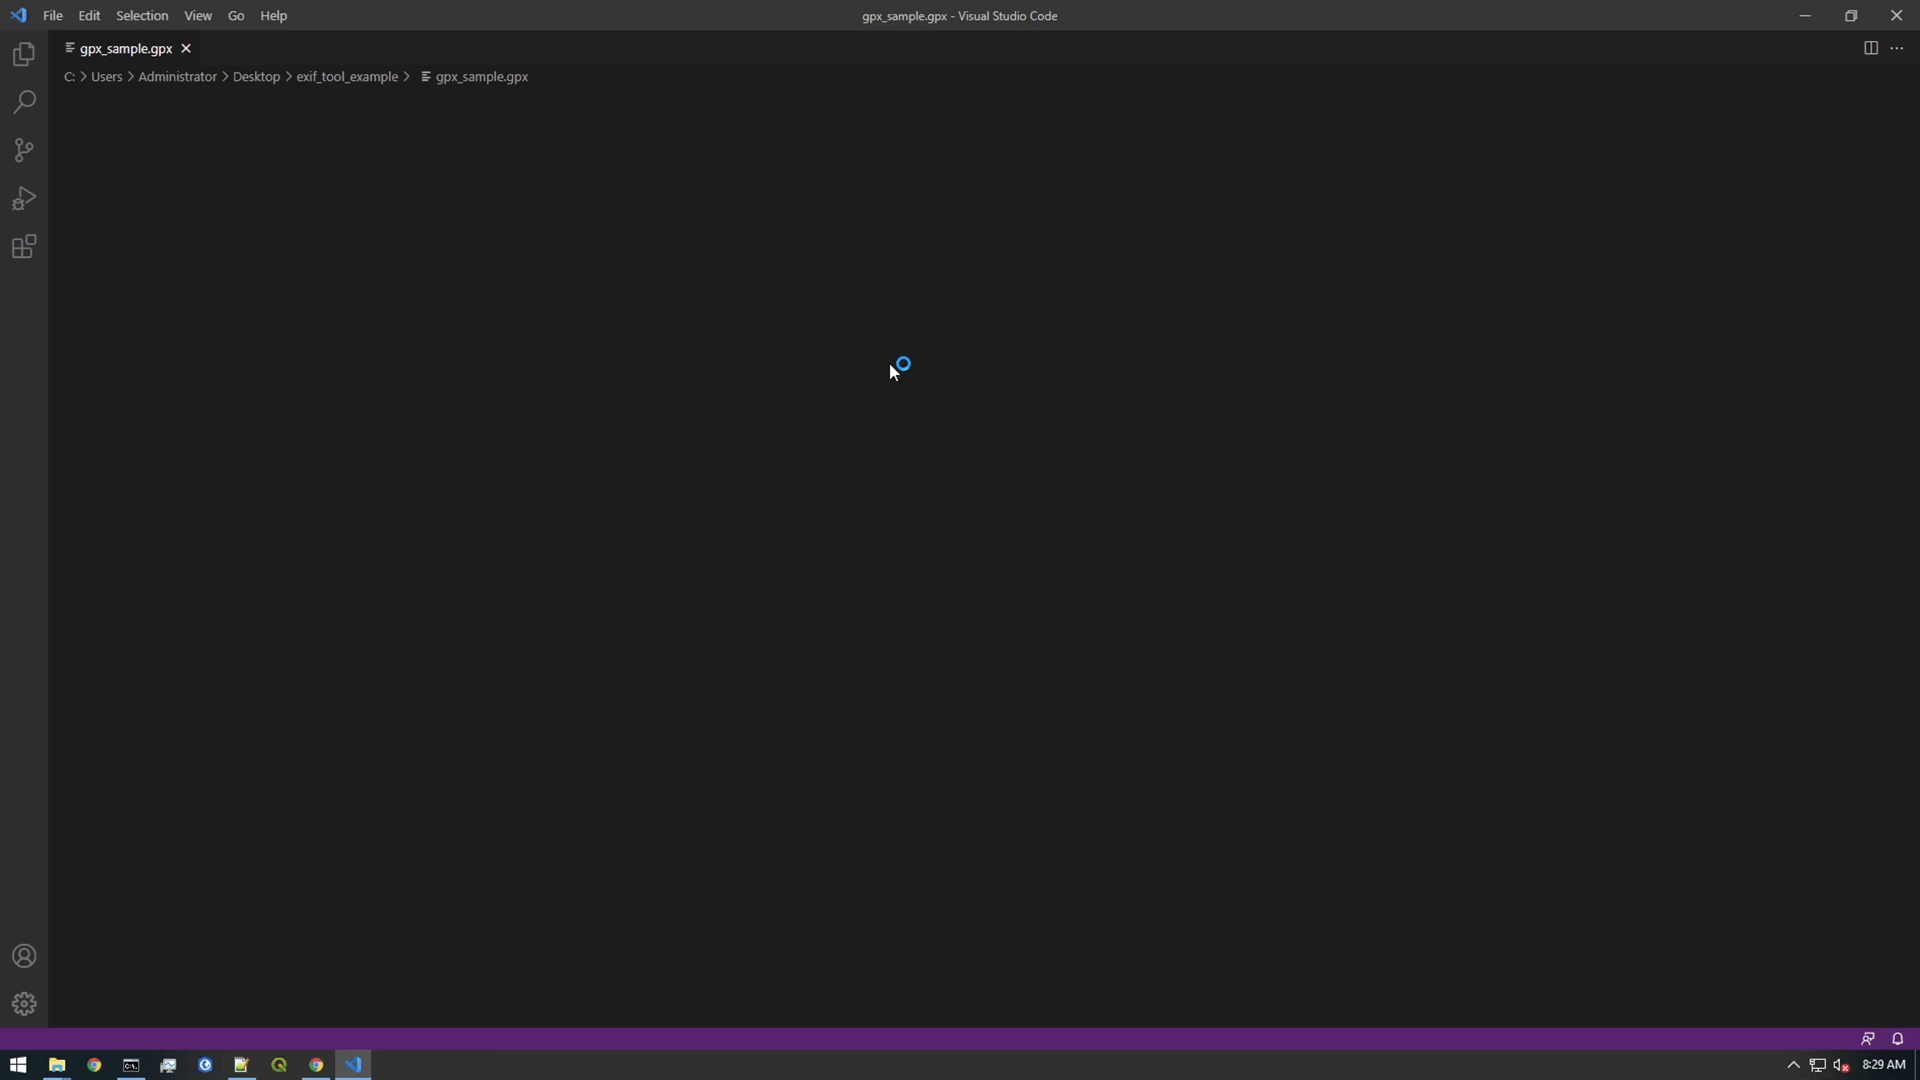 File Edit Selection View Go Help
gpx_sample.gpx - Visual Studio Code
gpx_sample.gpx
C: > Users > Administrator > Desktop > exif_tool_example > gpx_sample.gpx
8:29 AM